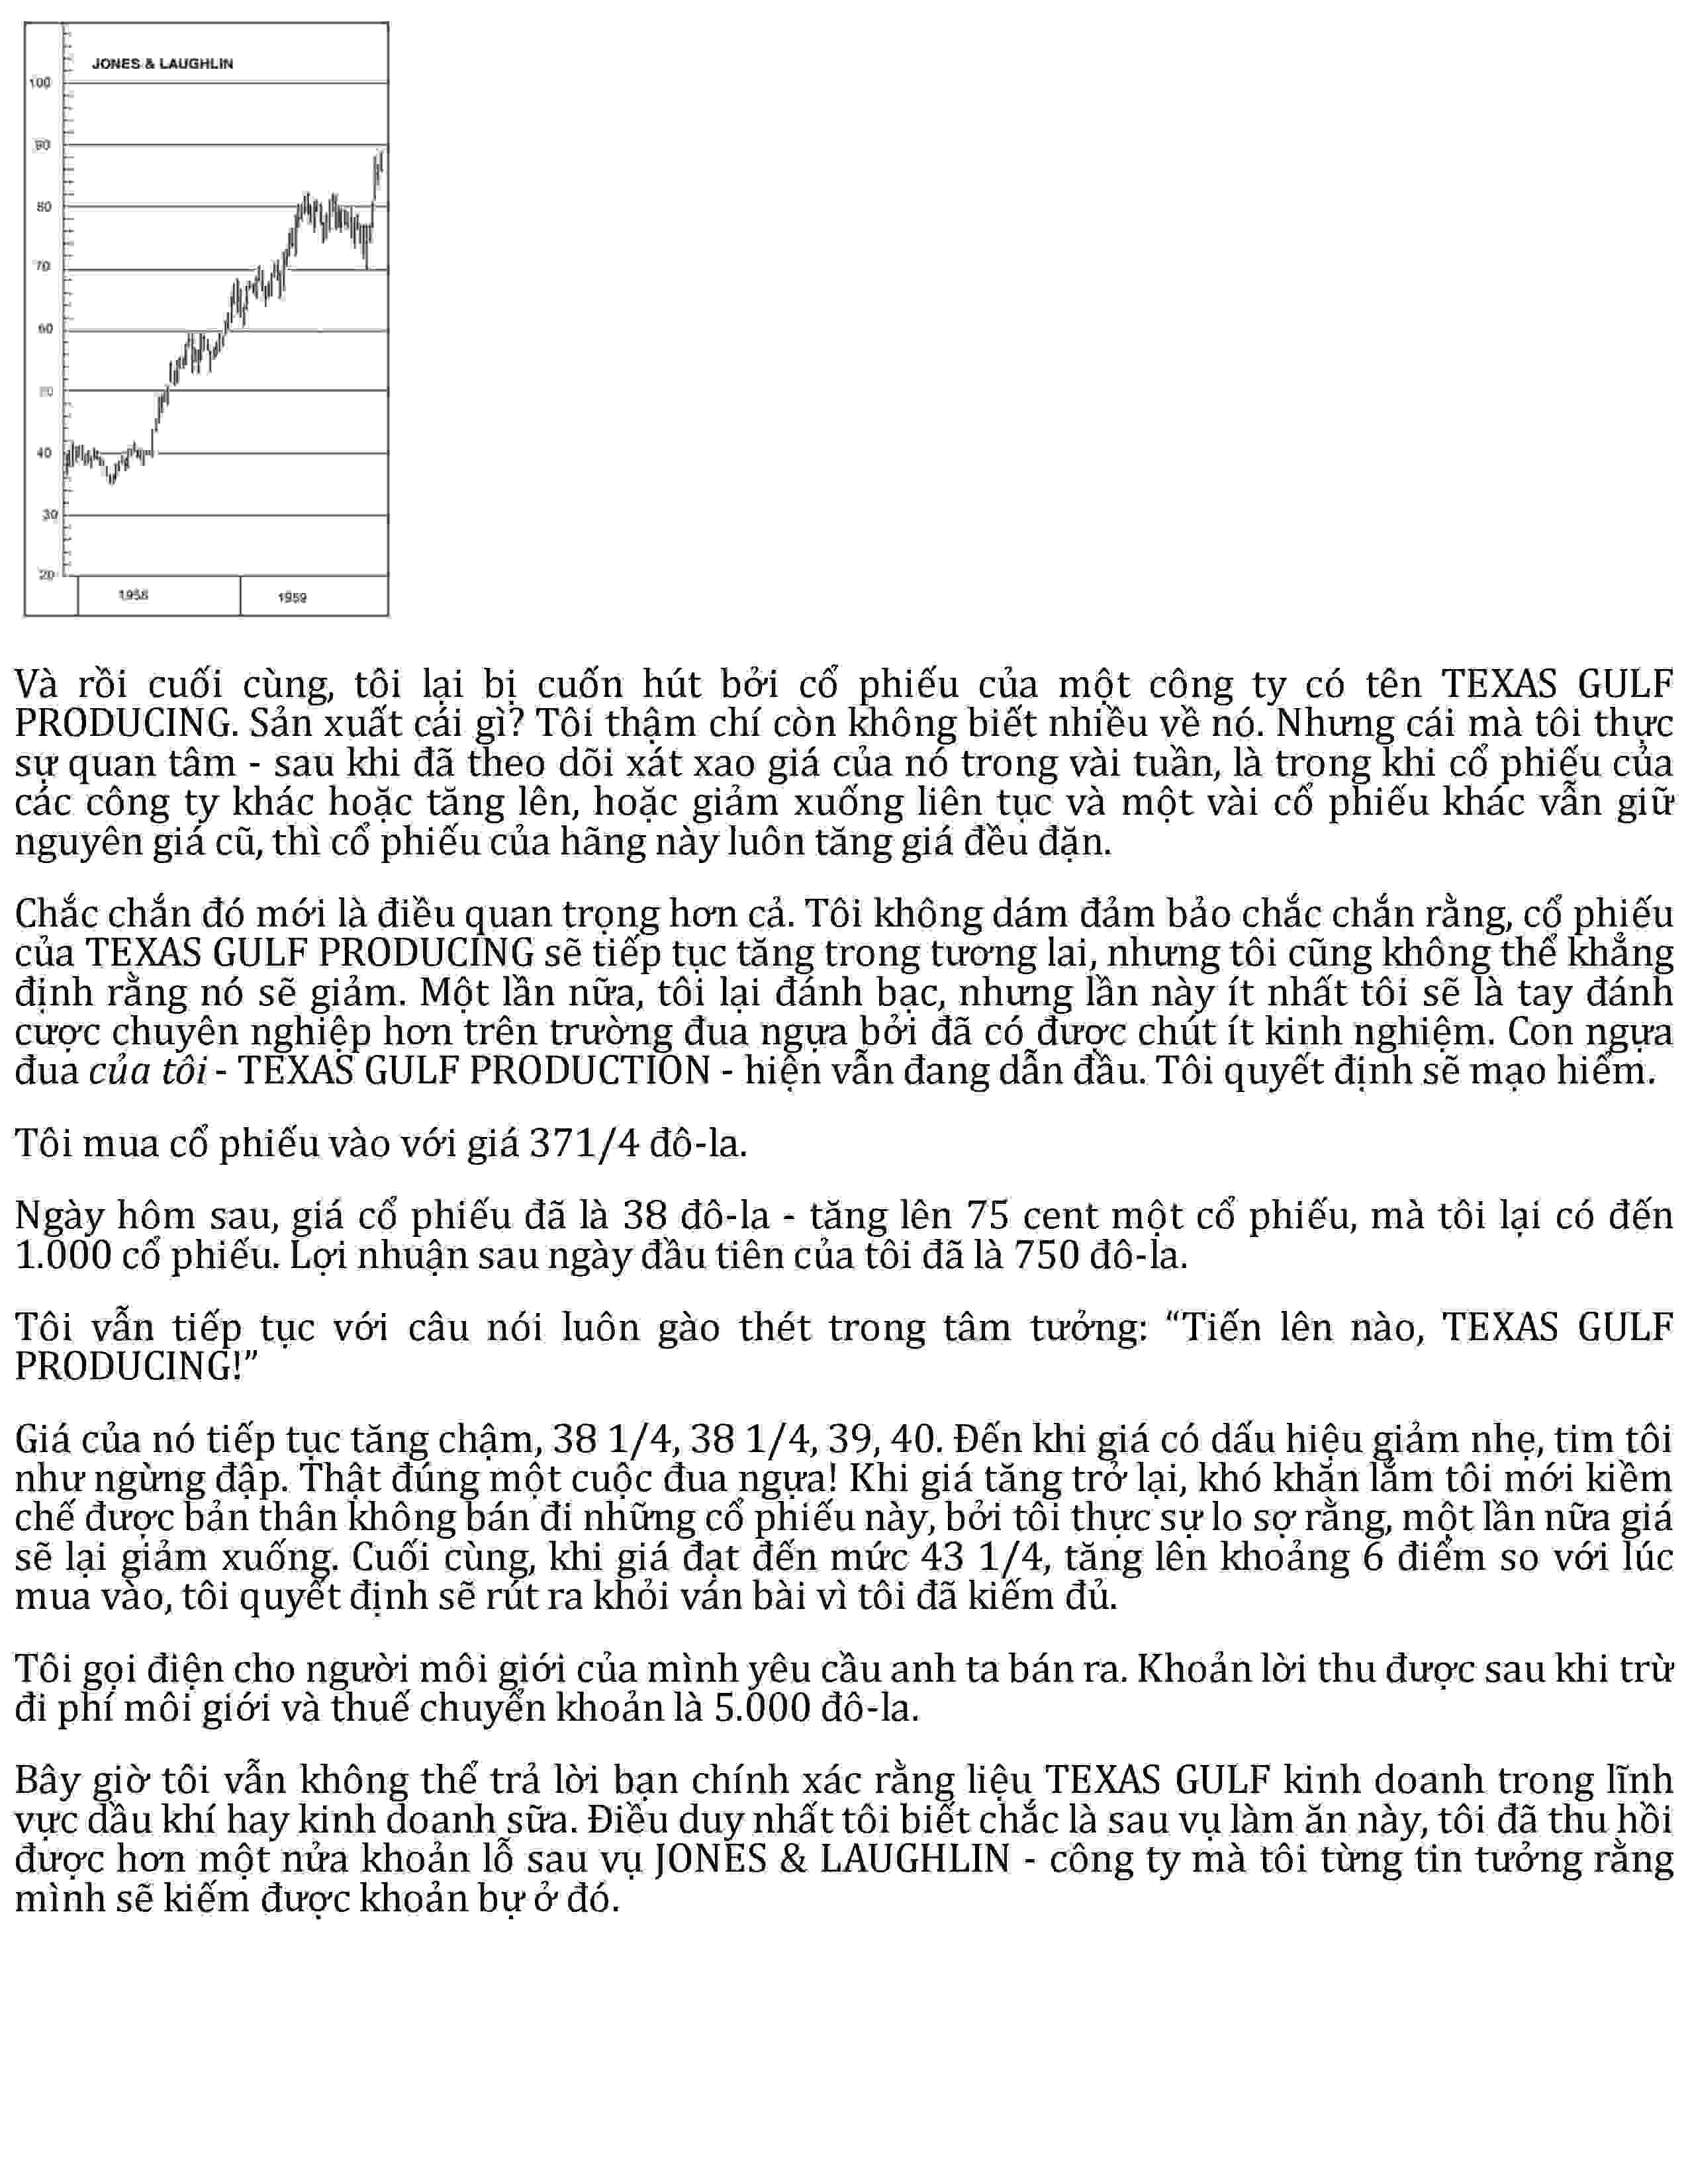 JONES & LAUGHLIN
100
90
80
70
60
50
40
30
20
1958
1959
Và rồi cuối cùng, tôi lại bị cuốn hút bởi cổ phiếu của một công ty có tên TEXAS GULF
PRODUCING. Sản xuất cái gì? Tôi thậm chí còn không biết nhiều về nó. Nhưng cái mà tôi thực
sự quan tâm - sau khi đã theo dõi xát xao giá của nó trong vài tuần, là trong khi cổ phiếu của
các công ty khác hoặc tăng lên, hoặc giảm xuống liên tục và một vài cổ phiếu khác vẫn giữ
nguyên giá cũ, thì cổ phiếu của hãng này luôn tăng giá đều đặn.
Chắc chắn đó mới là điều quan trọng hơn cả. Tôi không dám đảm bảo chắc chắn rằng, cổ phiếu
của TEXAS GULF PRODUCING sẽ tiếp tục tăng trong tương lai, nhưng tôi cũng không thể khẳng
định rằng nó sẽ giảm. Một lần nữa, tôi lại đánh bạc, nhưng lần này ít nhất tôi sẽ là tay đánh
cược chuyên nghiệp hơn trên trường đua ngựa bởi đã có được chút ít kinh nghiệm. Con ngựa
đua của tôi - TEXAS GULF PRODUCTION - hiện vẫn đang dẫn đầu. Tôi quyết định sẽ mạo hiểm.
Tôi mua cổ phiếu vào với giá 371/4 đô-la.
Ngày hôm sau, giá cổ phiếu đã là 38 đô-la - tăng lên 75 cent một cổ phiếu, mà tôi lại có đến
1.000 cổ phiếu. Lợi nhuận sau ngày đầu tiên của tôi đã là 750 đô-la.
Tôi vẫn tiếp tục với câu nói luôn gào thét trong tâm tưởng: “Tiến lên nào, TEXAS GULF
PRODUCING!”
Giá của nó tiếp tục tăng chậm, 38 1/4, 38 1/4, 39, 40. Đến khi giá có dấu hiệu giảm nhẹ, tim tôi
như ngừng đập. Thật đúng một cuộc đua ngựa! Khi giá tăng trở lại, khó khăn lắm tôi mới kiềm
chế được bản thân không bán đi những cổ phiếu này, bởi tôi thực sự lo sợ rằng, một lần nữa giá
sẽ lại giảm xuống. Cuối cùng, khi giá đạt đến mức 43 1/4, tăng lên khoảng 6 điểm so với lúc
mua vào, tôi quyết định sẽ rút ra khỏi ván bài vì tôi đã kiếm đủ.
Tôi gọi điện cho người môi giới của mình yêu cầu anh ta bán ra. Khoản lời thu được sau khi trừ
đi phí môi giới và thuế chuyển khoản là 5.000 đô-la.
Bây giờ tôi vẫn không thể trả lời bạn chính xác rằng liệu TEXAS GULF kinh doanh trong lĩnh
vực dầu khí hay kinh doanh sữa. Điều duy nhất tôi biết chắc là sau vụ làm ăn này, tôi đã thu hồi
được hơn một nửa khoản lỗ sau vụ JONES & LAUGHLIN - công ty mà tôi từng tin tưởng rằng
mình sẽ kiếm được khoản bự ở đó.